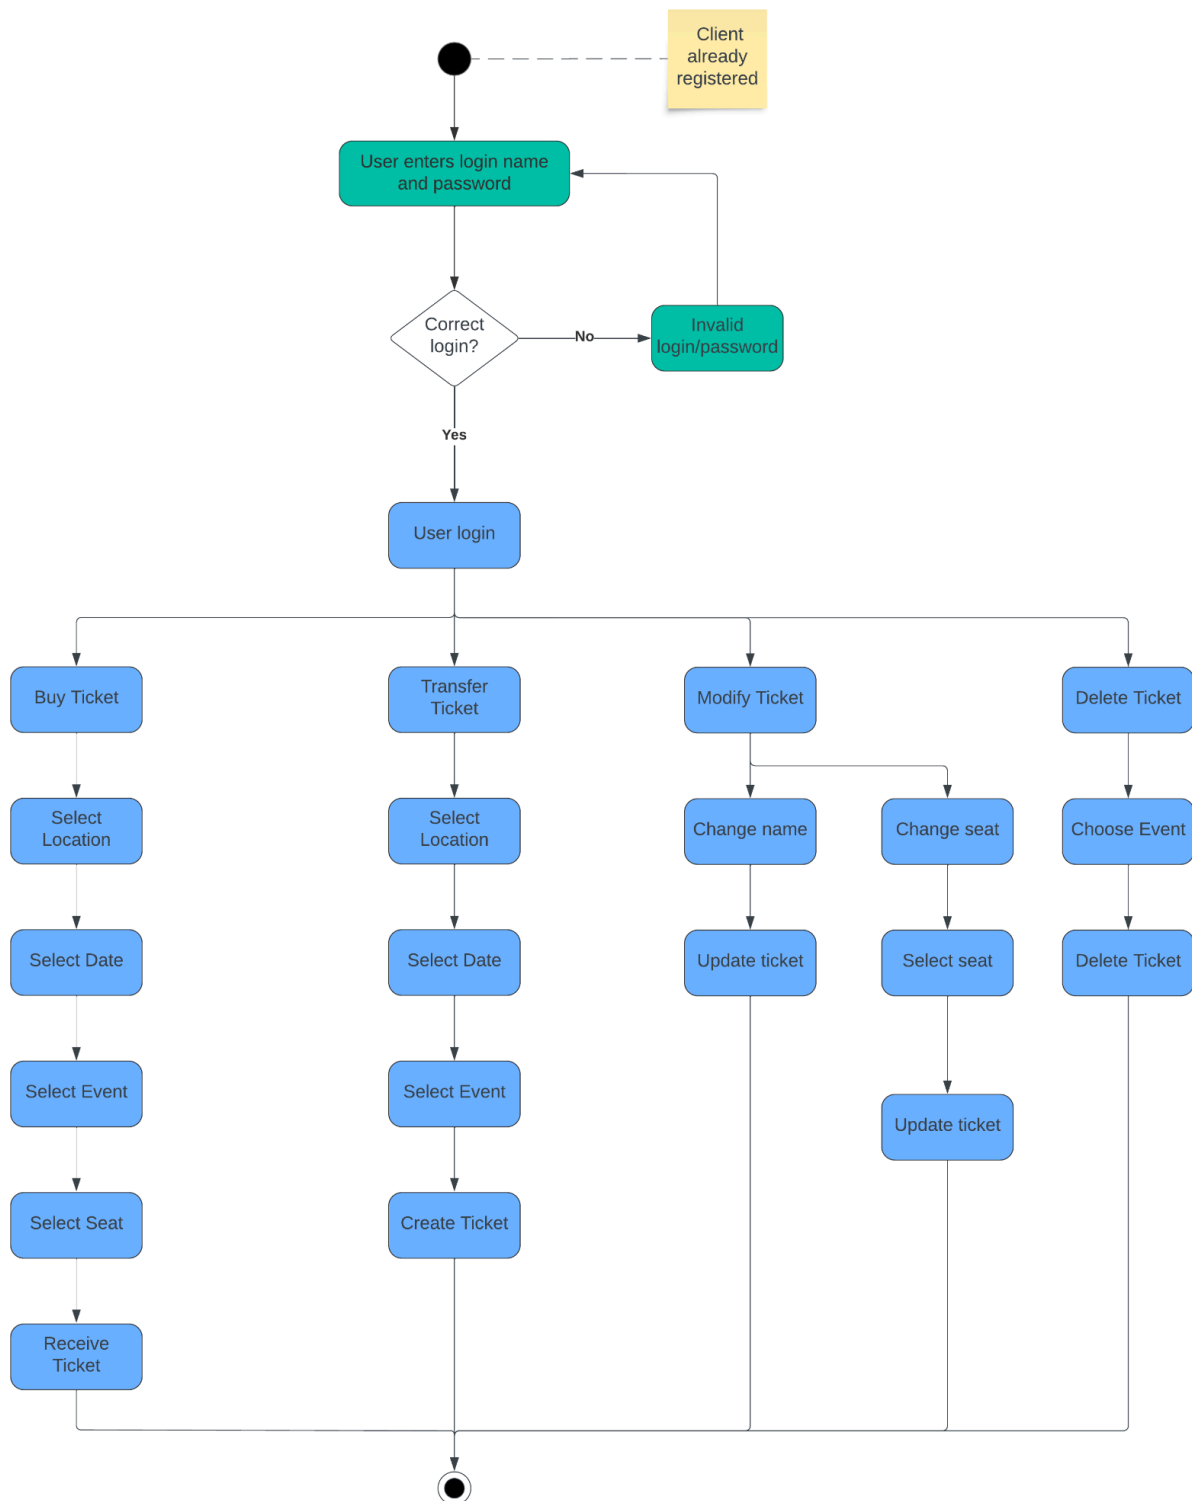 Client
already
registered
User enters login name
and password
Correct
login?
No
Invalid
login/password
Yes
User login
Buy Ticket
Transfer
Ticket
Modify Ticket
Delete Ticket
Select
Location
Select
Location
Change name
Change seat
Choose Event
Select Date
Select Date
Update ticket
Select seat
Delete Ticket
Select Event
Select Event
Update ticket
Select Seat
Create Ticket
Receive
Ticket